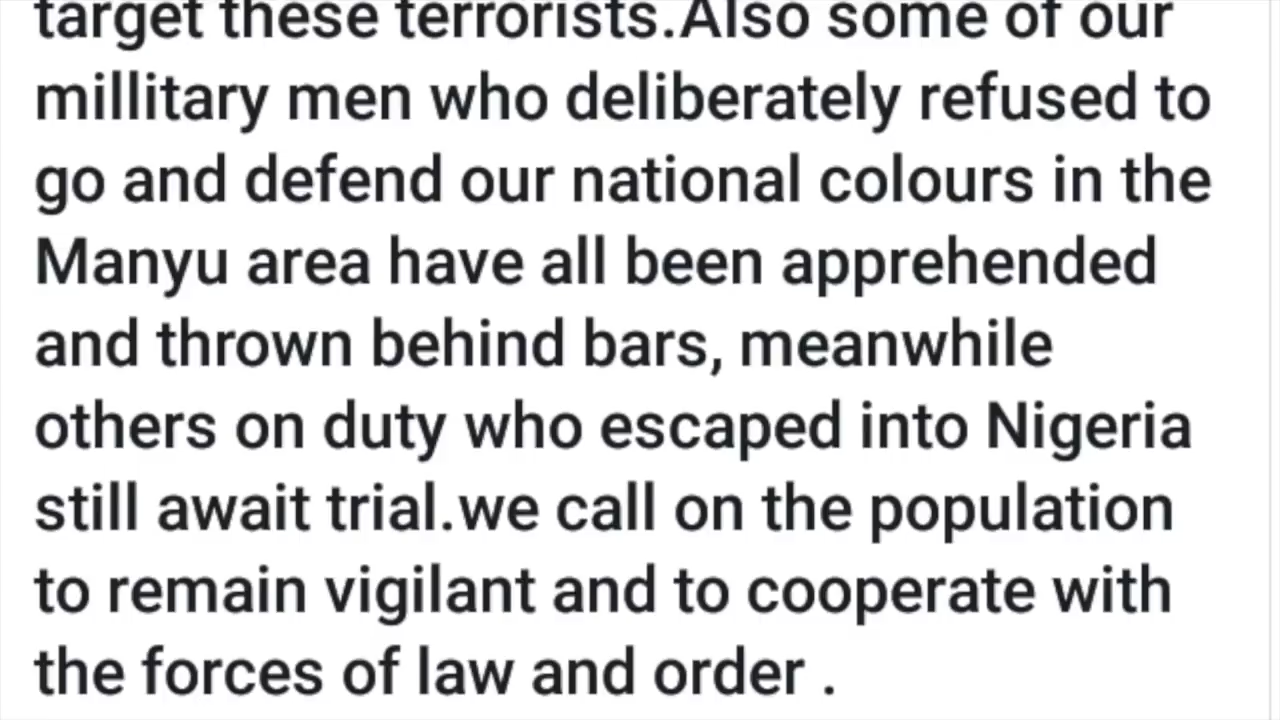 target these terrorists.Also some of our
millitary men who deliberately refused to
go and defend our national colours in the
Manyu area have all been apprehended
and thrown behind bars, meanwhile
others on duty who escaped into Nigeria
still await trial.we call on the population
to remain vigilant and to cooperate with
the forces of law and order .